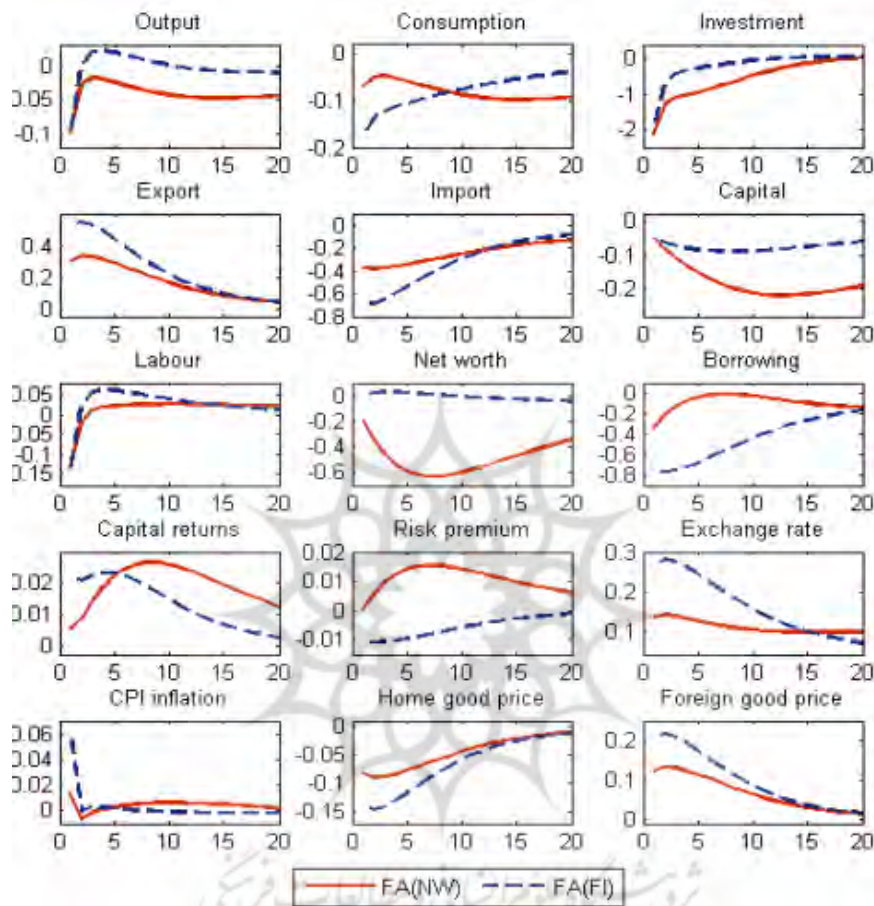 Output
0
0.05
-0.1
0 5 10 15 20
Consumption
0
-0.1
-0.2
0 5 10 15 20
Investment
0
-1
-2
0 5 10 15 20
Export
0.4
0.2
0
0 5 10 15 20
Import
0
-0.2
-0.4
-0.6
-0.8
0 5 10 15 20
Capital
0
-0.1
-0.2
0 5 10 15 20
Labour
0.05
0
0.05
-0.1
0.15
0 5 10 15 20
Net worth
0
-0.2
-0.4
-0.6
0 5 10 15 20
Borrowing
0
-0.2
-0.4
-0.6
-0.8
0 5 10 15 20
Capital returns
0.02
0.01
0
0 5 10 15 20
Risk premium
0.02
0.01
0
-0.01
0 5 10 15 20
Exchange rate
0.3
0.2
0.1
0 5 10 15 20
CPI inflation
0.06
0.04
0.02
0
0 5 10 15 20
Home good price
0
-0.05
-0.1
-0.15
0 5 10 15 20
Foreign good price
0.2
0.1
0
0 5 10 15 20
FA(NW) FA(FI)